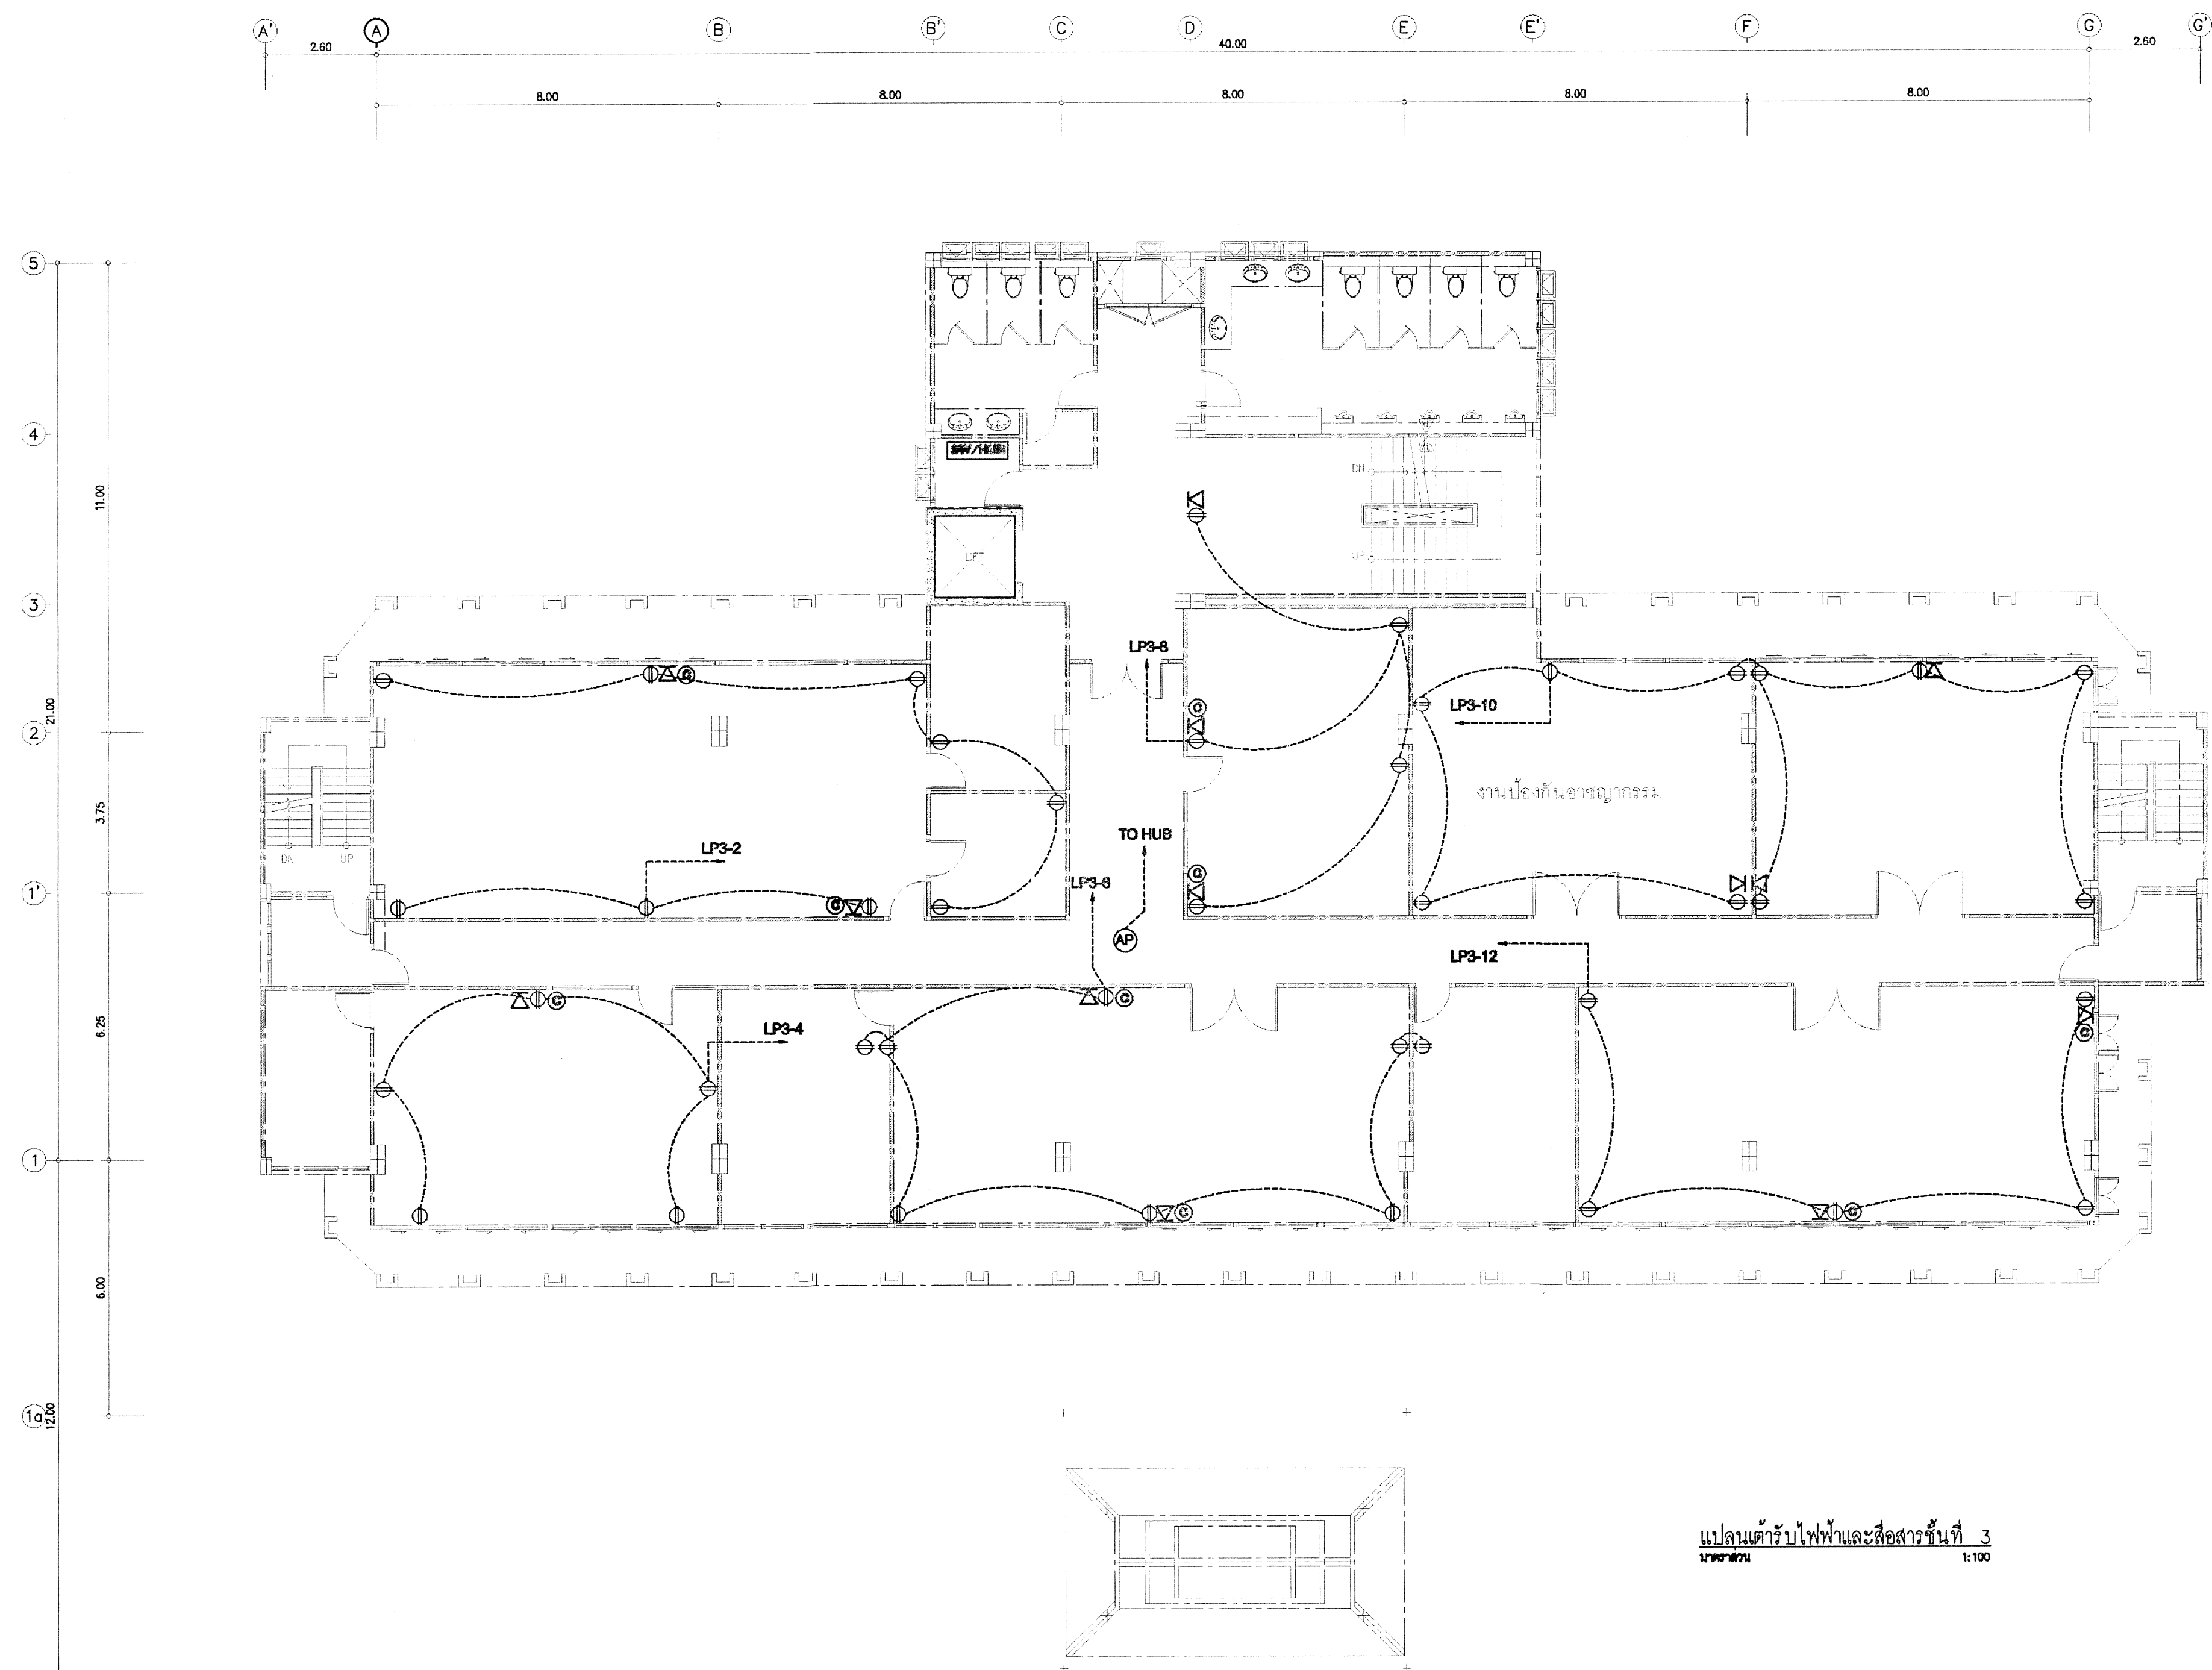 A' A B B' C D E E' F G G'
2.60 40.00 2.60
8.00 8.00 8.00 8.00 8.00
5
4
DN
11.00
LIFT
UP
3
LP3-8
21.00
LP3-10
2
งานป้องกันอาชญากรรม
3.75
TO HUB
LP3-2
DN UP
LP3-6
1'
AP
LP3-12
6.25
LP3-4
1
6.00
1a
12.00
แปลนเต้ารับไฟฟ้าและสื่อสารชั้นที่ 3
มาตราส่วน 1:100
C
C
C
C
C
C
C
C
C